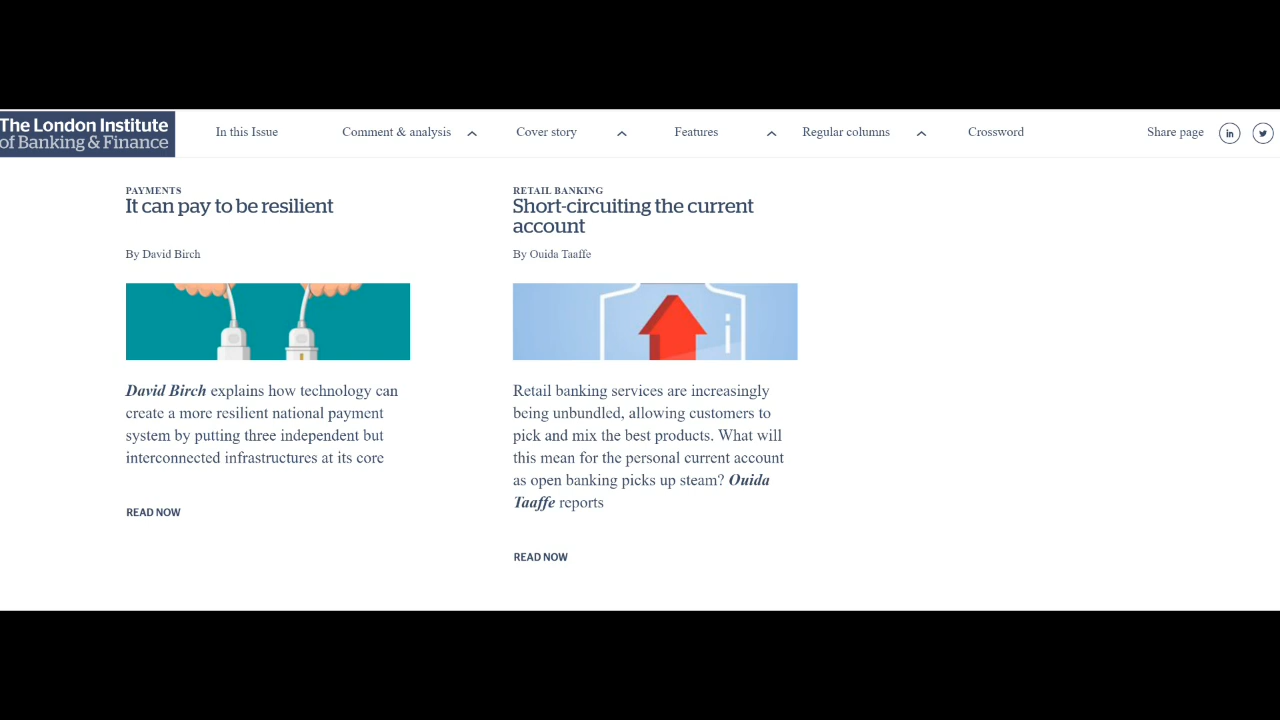 The London Institute
of Banking & Finance
In this Issue
Comment & analysis
Cover story
Features
Regular columns
Crossword
Share page
in
PAYMENTS
It can pay to be resilient
By David Birch
David Birch explains how technology can
create a more resilient national payment
system by putting three independent but
interconnected infrastructures at its core
READ NOW
RETAIL BANKING
Short-circuiting the current
account
By Ouida Taaffe
i
Retail banking services are increasingly
being unbundled, allowing customers to
pick and mix the best products. What will
this mean for the personal current account
as open banking picks up steam? Ouida
Taaffe reports
READ NOW